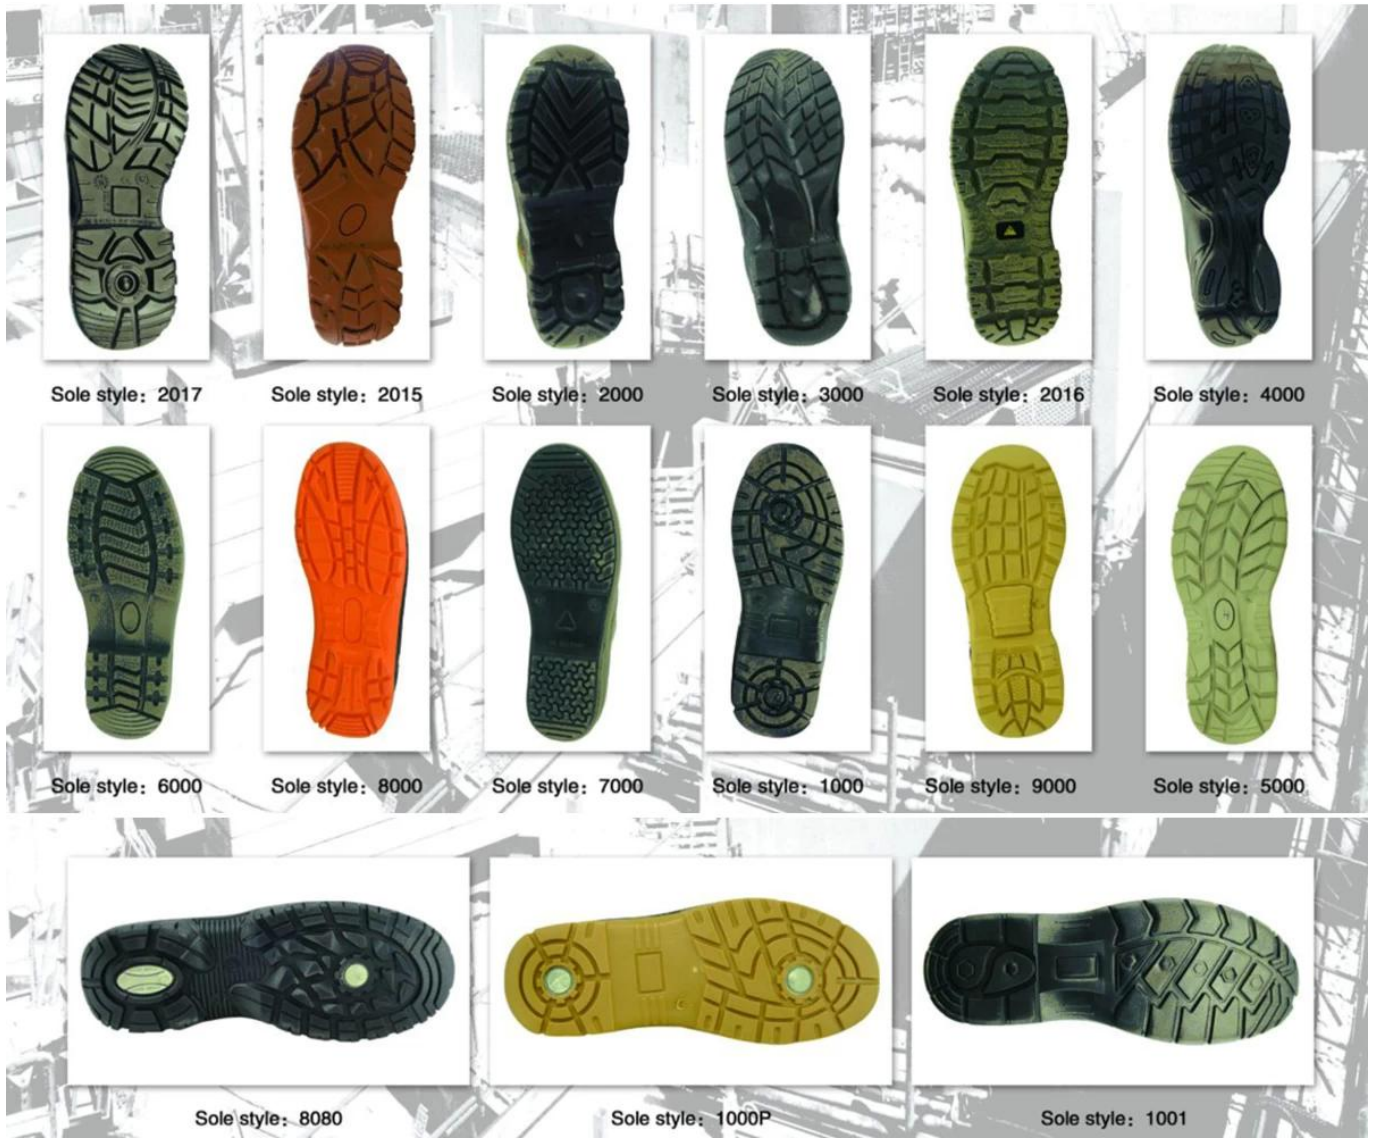 Sole style：2017
Sole style：2015
Sole style：2000
Sole style：3000
Sole style：2016
Sole style：4000
Sole style：6000
Sole style：8000
Sole style：7000
Sole style：1000
Sole style：9000
Sole style：5000
Sole style：8080
Sole style：1000P
Sole style：1001